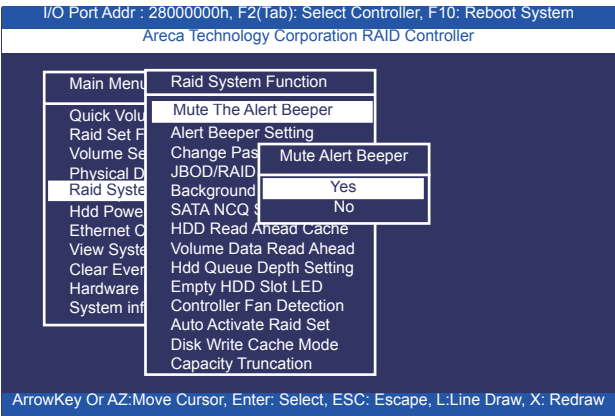 I/O Port Addr : 28000000h, F2(Tab): Select Controller, F10: Reboot System
Areca Technology Corporation RAID Controller
Main Menu
Quick Volu
Raid Set F
Volume Se
Physical D
Raid Syste
Hdd Powe
Ethernet C
View Syste
Clear Even
Hardware
System inf
Raid System Function
Mute The Alert Beeper
Alert Beeper Setting
Change Pas
JBOD/RAID
Background
SATA NCQ S
HDD Read Ahead Cache
Volume Data Read Ahead
Hdd Queue Depth Setting
Empty HDD Slot LED
Controller Fan Detection
Auto Activate Raid Set
Disk Write Cache Mode
Capacity Truncation
Mute Alert Beeper
Yes
No
ArrowKey Or AZ:Move Cursor, Enter: Select, ESC: Escape, L:Line Draw, X: Redraw